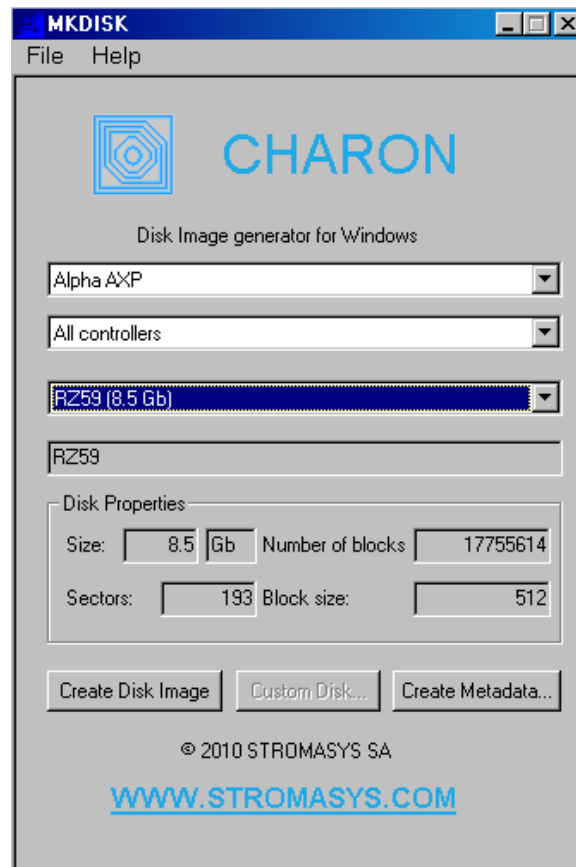 MKDISK
File Help
CHARON
Disk Image generator for Windows
Alpha AXP
All controllers
RZ59 (8.5 Gb)
RZ59
Disk Properties
Size: 8.5 Gb Number of blocks 17755614
Sectors: 193 Block size: 512
Create Disk Image Custom Disk... Create Metadata...
© 2010 STROMASYS SA
WWW.STROMASYS.COM